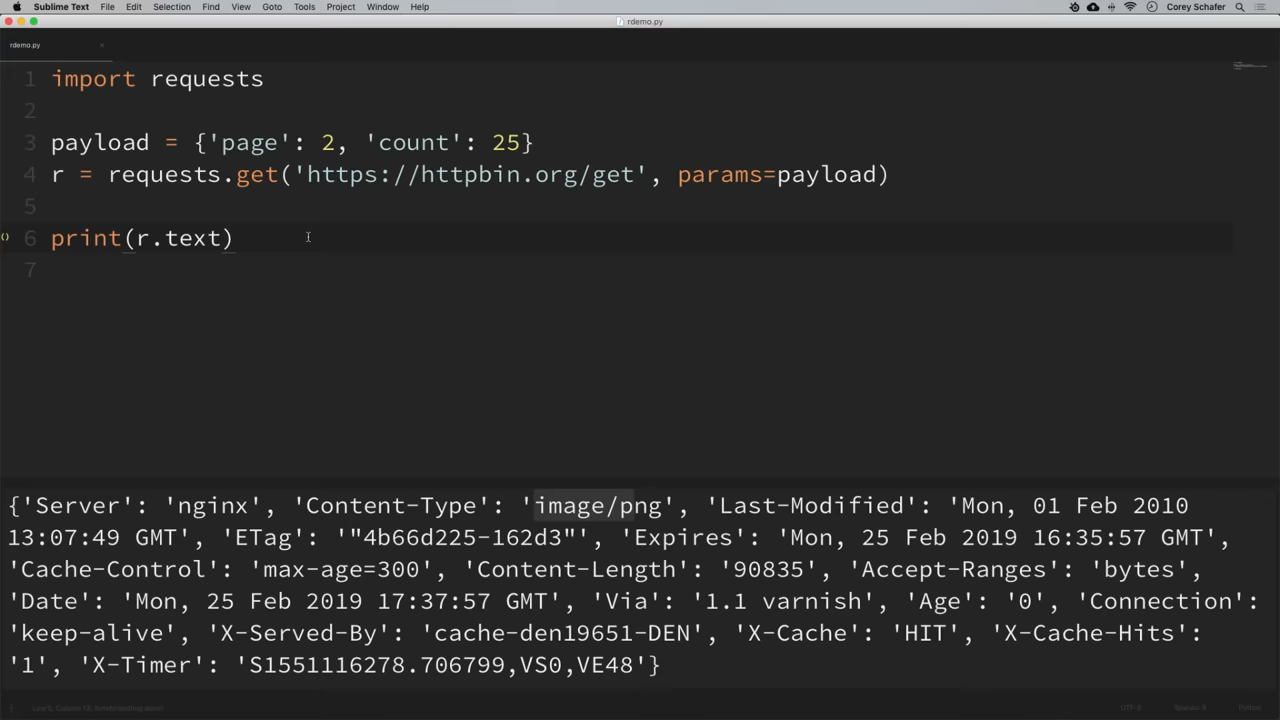 Sublime Text File Edit Selection Find View Goto Tools Project Window Help Corey Schafer
rdemo.py
rdemo.py
1 import requests
2
3 payload = {'page': 2, 'count': 25}
4 r = requests.get('https://httpbin.org/get', params=payload)
5
6 print(r.text)
7
{'Server': 'nginx', 'Content-Type': 'image/png', 'Last-Modified': 'Mon, 01 Feb 2010
13:07:49 GMT', 'ETag': '"4b66d225-162d3"', 'Expires': 'Mon, 25 Feb 2019 16:35:57 GMT',
'Cache-Control': 'max-age=300', 'Content-Length': '90835', 'Accept-Ranges': 'bytes',
'Date': 'Mon, 25 Feb 2019 17:37:57 GMT', 'Via': '1.1 varnish', 'Age': '0', 'Connection':
'keep-alive', 'X-Served-By': 'cache-den19651-DEN', 'X-Cache': 'HIT', 'X-Cache-Hits':
'1', 'X-Timer': 'S1551116278.706799,VS0,VE48'}
UTF-8 Python